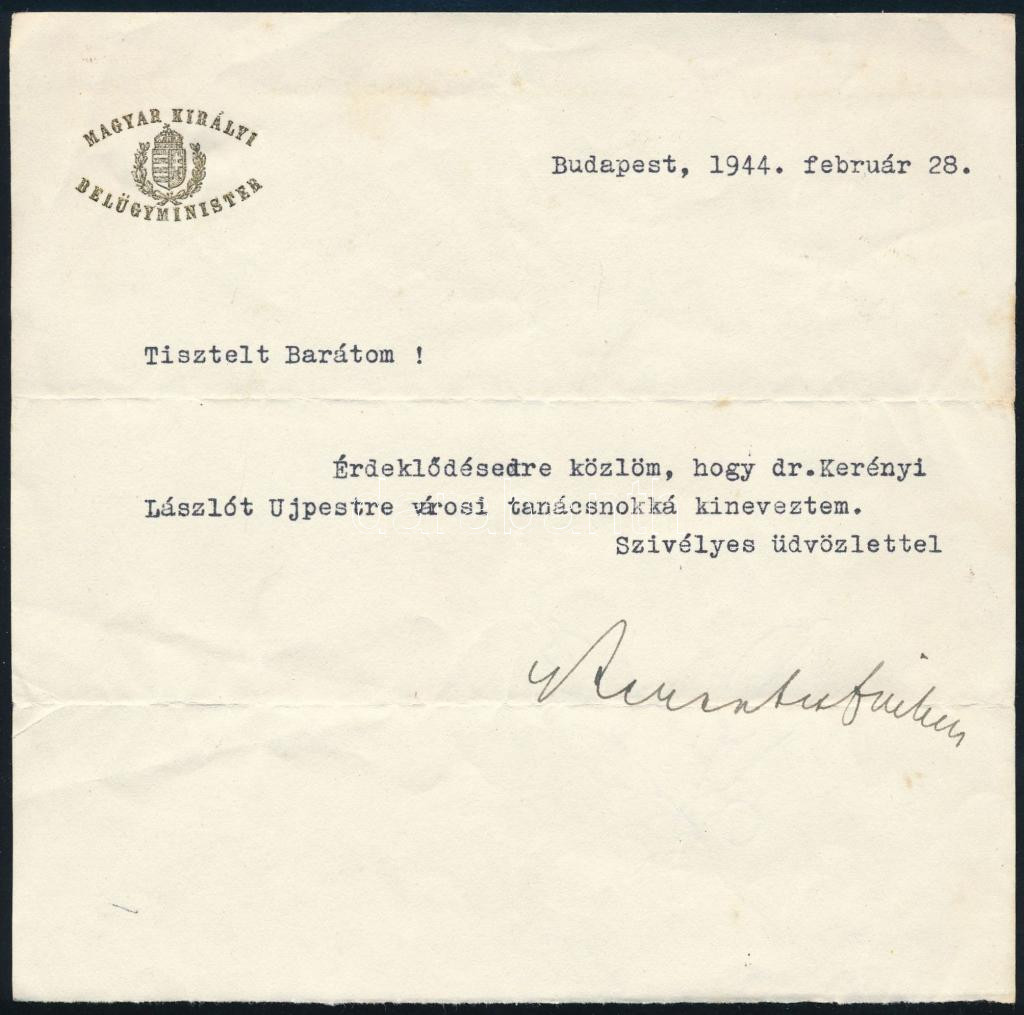 MAGYAR KIRÁLYI
BELÜGYMINISTER
Budapest, 1944. február 28.
Tisztelt Barátom !
Érdeklődésedre közlöm, hogy dr.Kerényi
Lászlót Ujpestre városi tanácsnokká kineveztem.
Szivélyes üdvözlettel